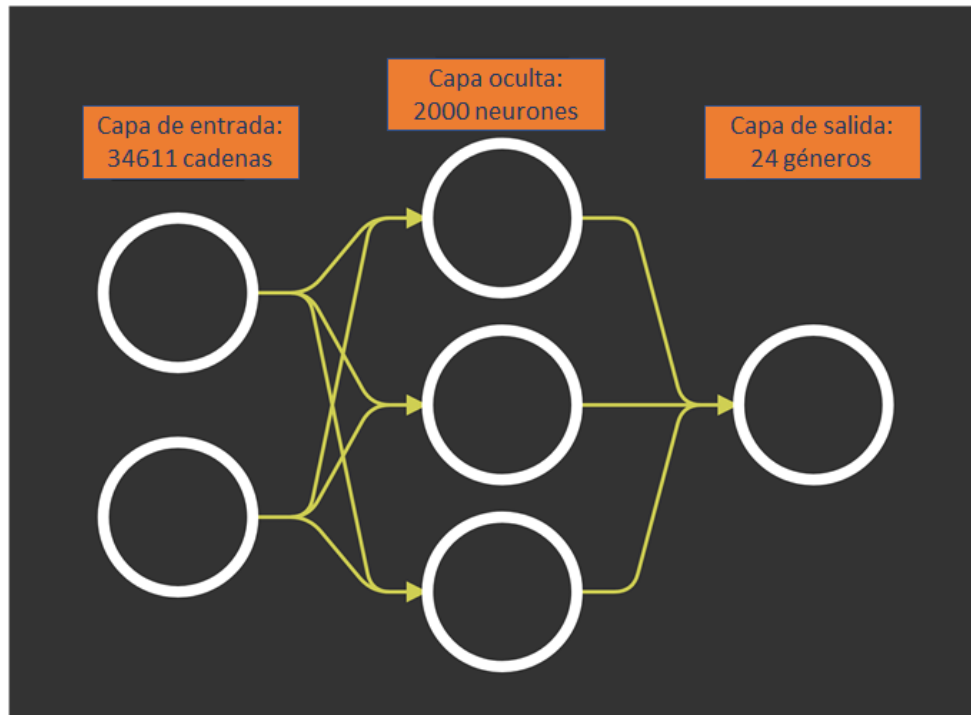 Capa de entrada:
34611 cadenas
Capa oculta:
2000 neurones
Capa de salida:
24 géneros